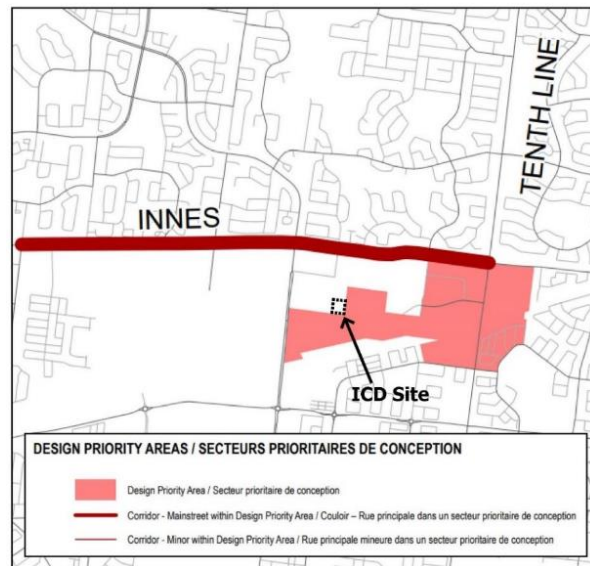 TENTH LINE
INNES
ICD Site
DESIGN PRIORITY AREAS / SECTEURS PRIORITAIRES DE CONCEPTION
Design Priority Area / Secteur prioritaire de conception
Corridor - Mainstreet within Design Priority Area / Couloir – Rue principale dans un secteur prioritaire de conception
Corridor - Minor within Design Priority Area / Rue principale mineure dans un secteur prioritaire de conception